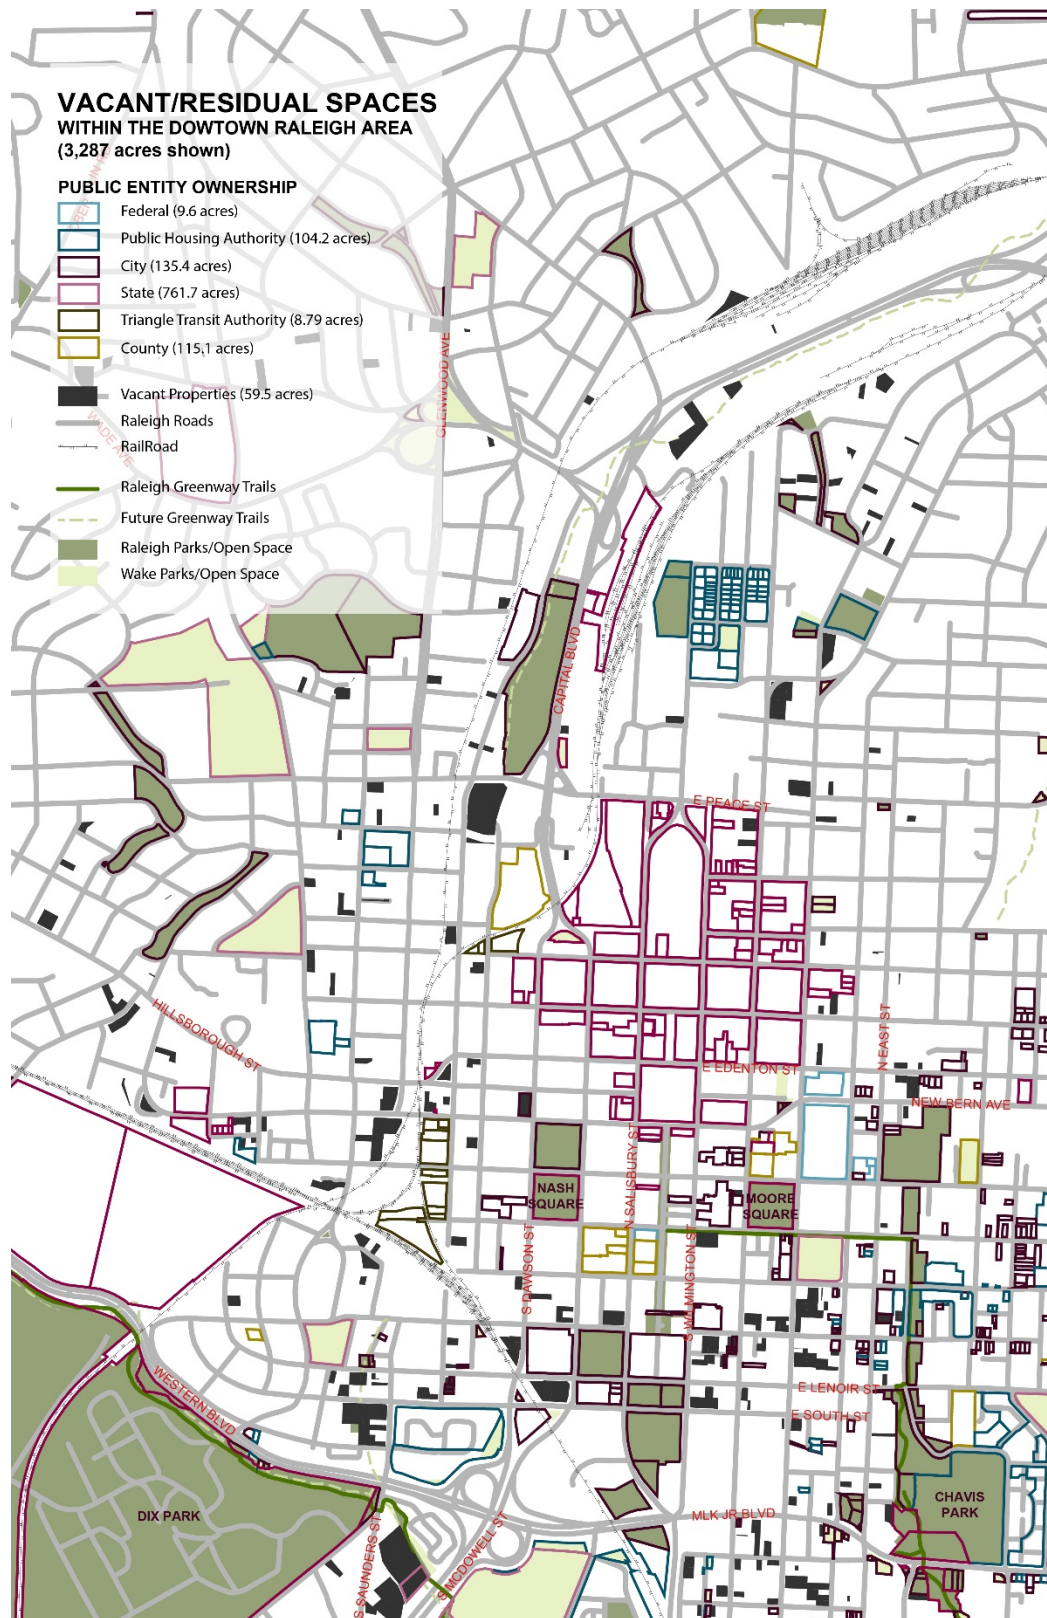 VACANT/RESIDUAL SPACES
WITHIN THE DOWTOWN RALEIGH AREA
(3,287 acres shown)
PUBLIC ENTITY OWNERSHIP
Federal (9.6 acres)
Public Housing Authority (104.2 acres)
City (135.4 acres)
State (761.7 acres)
Triangle Transit Authority (8.79 acres)
County (115.1 acres)
Vacant Properties (59.5 acres)
Raleigh Roads
RailRoad
Raleigh Greenway Trails
Future Greenway Trails
Raleigh Parks/Open Space
Wake Parks/Open Space
GLENWOOD AVE
WADE AVE
CAPITAL BLVD
E PEACE ST
HILLSBOROUGH ST
N EAST ST
E EDENTON ST
NEW BERN AVE
N SALISBURY ST
NASH
SQUARE
MOORE
SQUARE
S DAWSON ST
S WILMINGTON ST
WESTERN BLVD
E LENOIR ST
E SOUTH ST
DIX PARK
CHAVIS
PARK
MLK JR BLVD
S SAUNDERS ST
S MCDOWELL ST